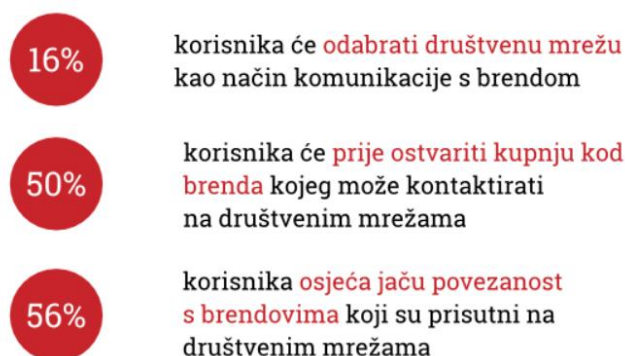 16%
korisnika će odabrati društvenu mrežu
kao način komunikacije s brendom
50%
korisnika će prije ostvariti kupnju kod
brenda kojeg može kontaktirati
na društvenim mrežama
56%
korisnika osjeća jaču povezanost
s brendovima koji su prisutni na
društvenim mrežama